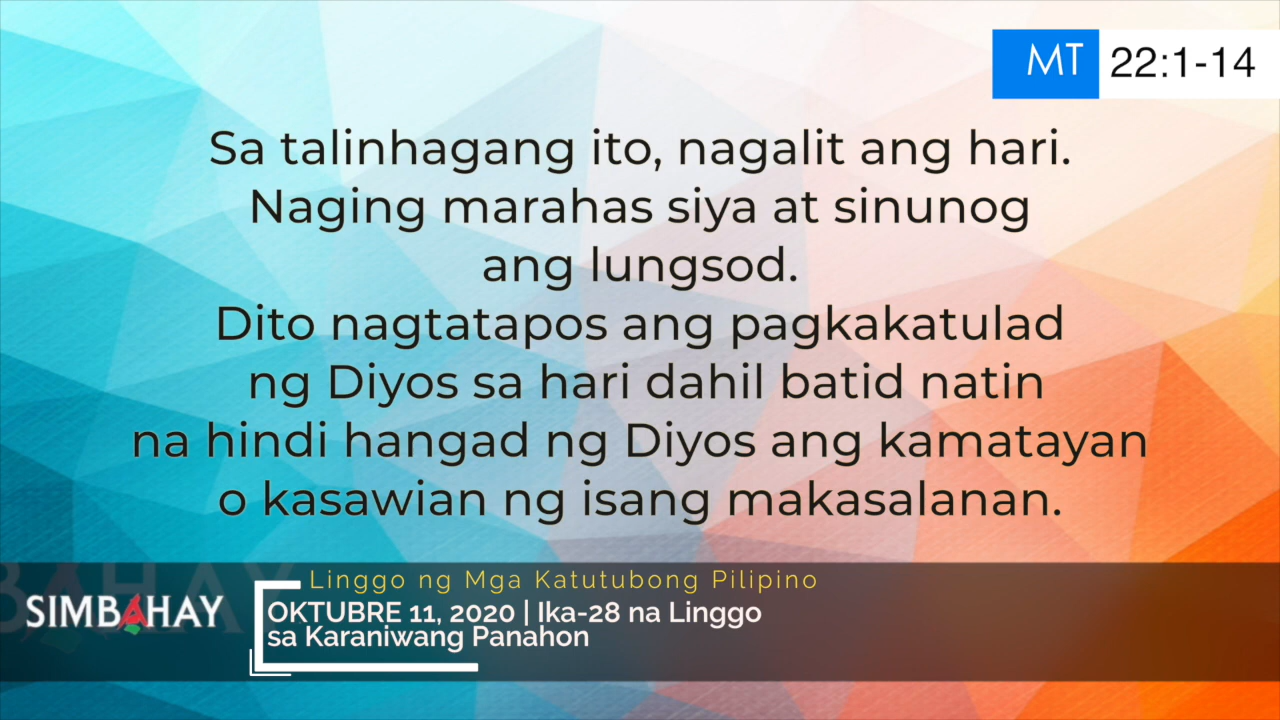 MT 22:1-14
Sa talinhagang ito, nagalit ang hari.
Naging marahas siya at sinunog
ang lungsod.
Dito nagtatapos ang pagkakatulad
ng Diyos sa hari dahil batid natin
na hindi hangad ng Diyos ang kamatayan
o kasawian ng isang makasalanan.
Linggo ng Mga Katutubong Pilipino
SIMBAHAY
OKTUBRE 11, 2020 | Ika-28 na Linggo
sa Karaniwang Panahon